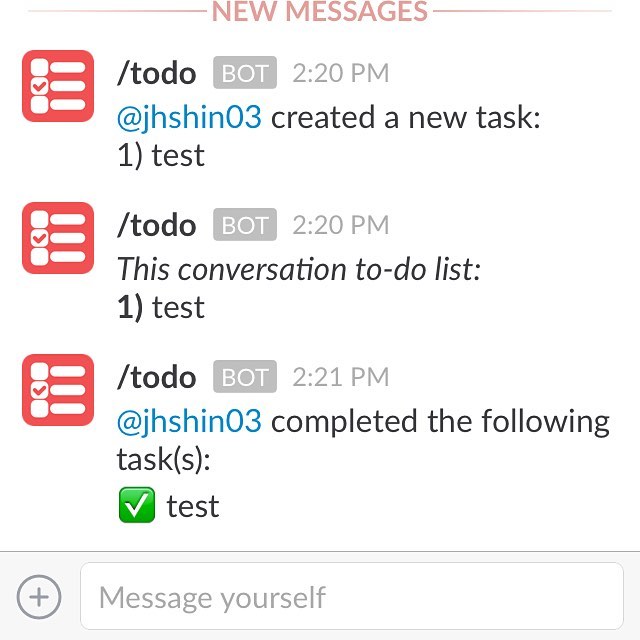 NEW MESSAGES
/todo BOT 2:20 PM
@jhshin03 created a new task:
1) test
/todo BOT 2:20 PM
This conversation to-do list:
1) test
/todo BOT 2:21 PM
@jhshin03 completed the following
task(s):
✅ test
Message yourself